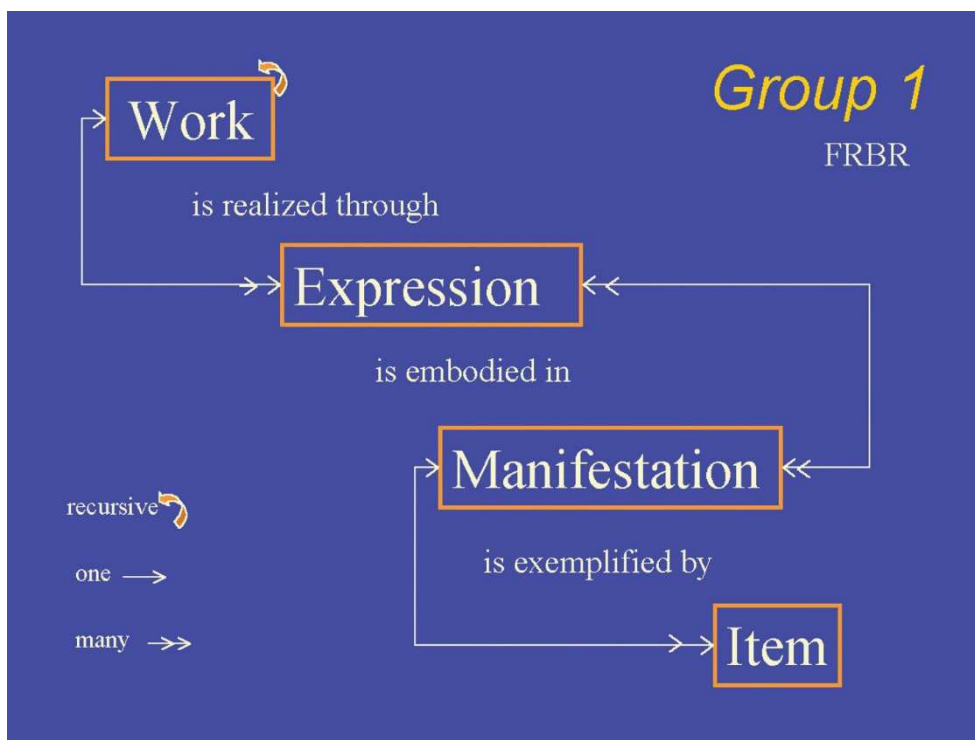 Group 1
FRBR
Work
is realized through
Expression
is embodied in
Manifestation
is exemplified by
Item
recursive
one
many